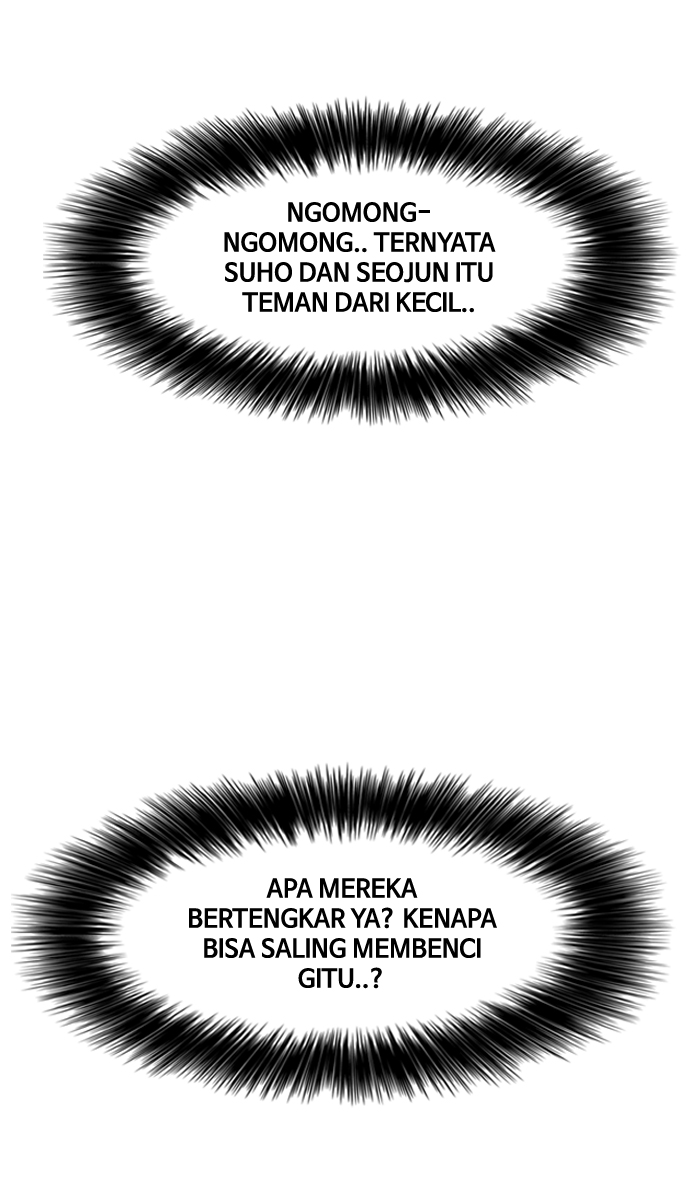 NGOMONG-
NGOMONG.. TERNYATA
SUHO DAN SEOJUN ITU
TEMAN DARI KECIL..
APA MEREKA
BERTENGKAR YA? KENAPA
BISA SALING MEMBENCI
GITU..?